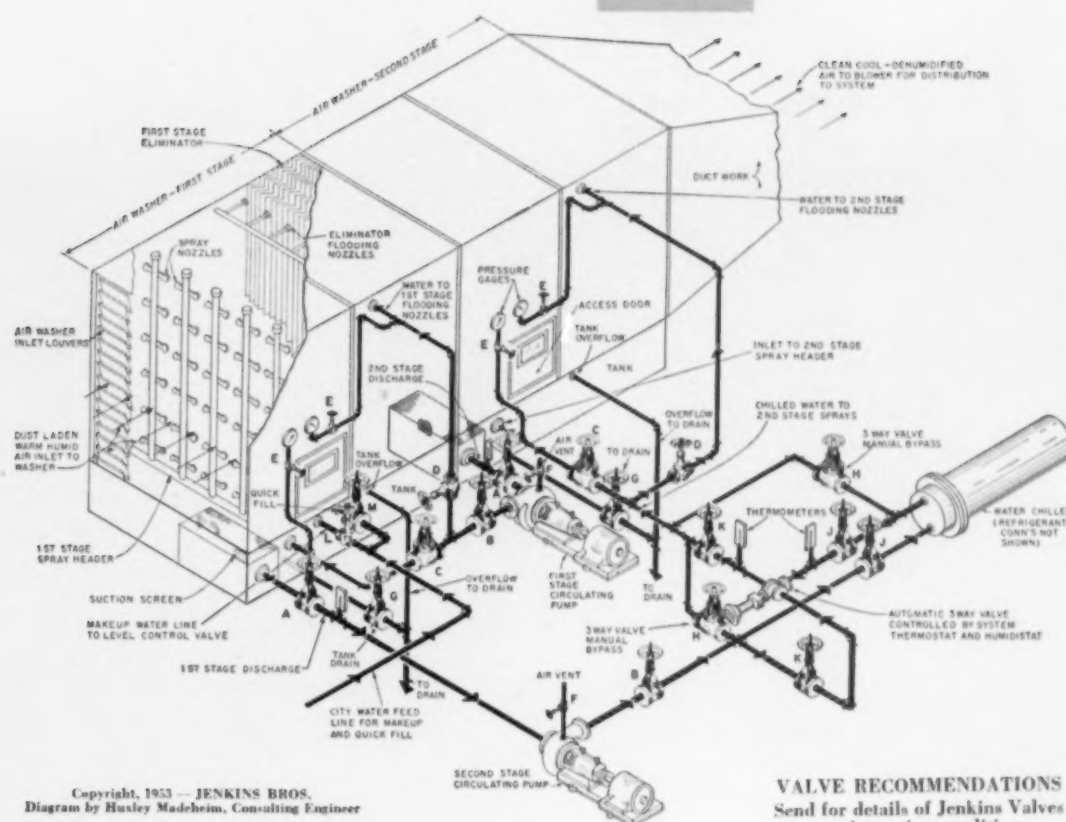 AIR WASHER—SECOND STAGE
CLEAN COOL-DEHUMIDIFIED
AIR TO BLOWER FOR DISTRIBUTION
TO SYSTEM
FIRST STAGE
ELIMINATOR
AIR WASHER—FIRST STAGE
DUCT WORK
WATER TO 2ND STAGE
FLOODING NOZZLES
SPRAY
NOZZLES
ELIMINATOR
FLOODING
NOZZLES
PRESSURE
GAGES
E
WATER TO
1ST STAGE
FLOODING
NOZZLES
ACCESS DOOR
TANK
OVERFLOW
AIR WASHER
INLET LOUVERS
E
2ND STAGE
DISCHARGE
TANK
INLET TO 2ND STAGE
SPRAY HEADER
E
OVERFLOW
TO DRAIN
CHILLED WATER TO
2ND STAGE SPRAYS
C
AIR
VENT
TO DRAIN
D
3 WAY VALVE
MANUAL BYPASS
DUST LADEN
WARM HUMID
AIR INLET TO
WASHER
E
TANK
OVERFLOW
D
A
F
G
H
QUICK
FILL
M
TANK
K
THERMOMETERS
J
J
WATER CHILLER
(REFRIGERANT
CONN'S NOT
SHOWN)
L
B
1ST STAGE
SPRAY HEADER
C
FIRST
STAGE
CIRCULATING
PUMP
SUCTION SCREEN
OVERFLOW
TO DRAIN
TO
DRAIN
A
G
AUTOMATIC 3 WAY VALVE
CONTROLLED BY SYSTEM
THERMOSTAT AND HUMIDISTAT
MAKEUP WATER LINE
TO LEVEL CONTROL VALVE
3 WAY VALVE
MANUAL
BYPASS
H
TANK
DRAIN
K
1ST STAGE DISCHARGE
AIR VENT
B
TO
DRAIN
F
CITY WATER FEED
LINE FOR MAKEUP
AND QUICK FILL
SECOND STAGE
CIRCULATING PUMP
Copyright, 1953 — JENKINS BROS.
Diagram by Huxley Madeheim, Consulting Engineer
VALVE RECOMMENDATIONS
Send for details of Jenkins Valves